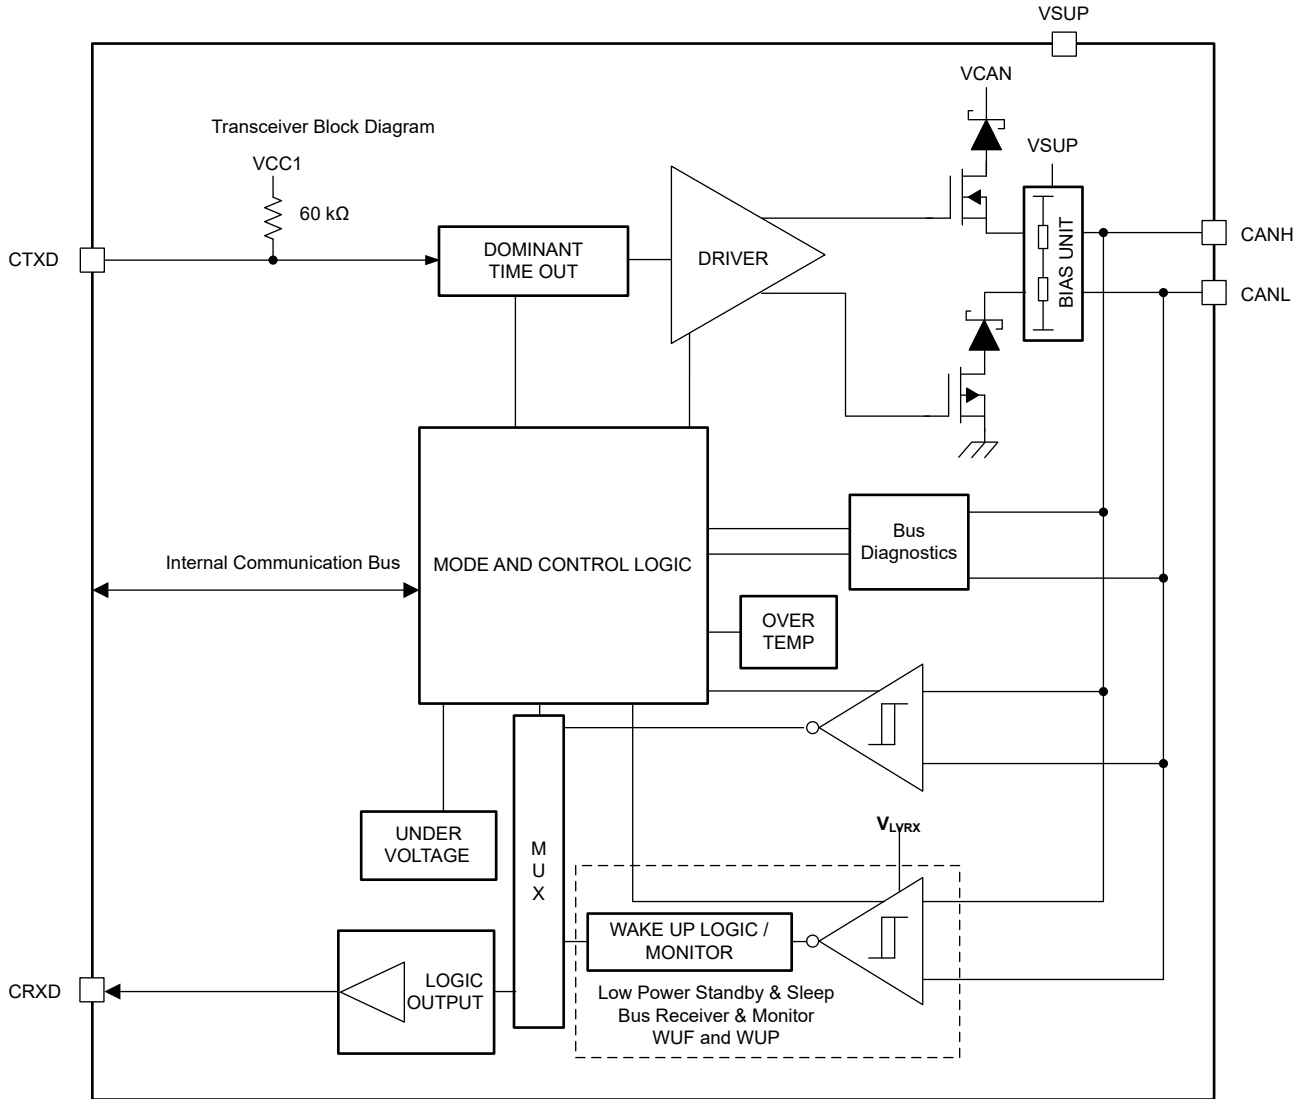 VSUP
VCAN
Transceiver Block Diagram
VCC1
VSUP
60 kΩ
CTXD
DOMINANT
TIME OUT
DRIVER
BIAS UNIT
CANH
CANL
Internal Communication Bus
MODE AND CONTROL LOGIC
Bus
Diagnostics
OVER
TEMP
UNDER
VOLTAGE
M
U
X
VLVRX
WAKE UP LOGIC /
MONITOR
Low Power Standby & Sleep
Bus Receiver & Monitor
WUF and WUP
LOGIC
OUTPUT
CRXD